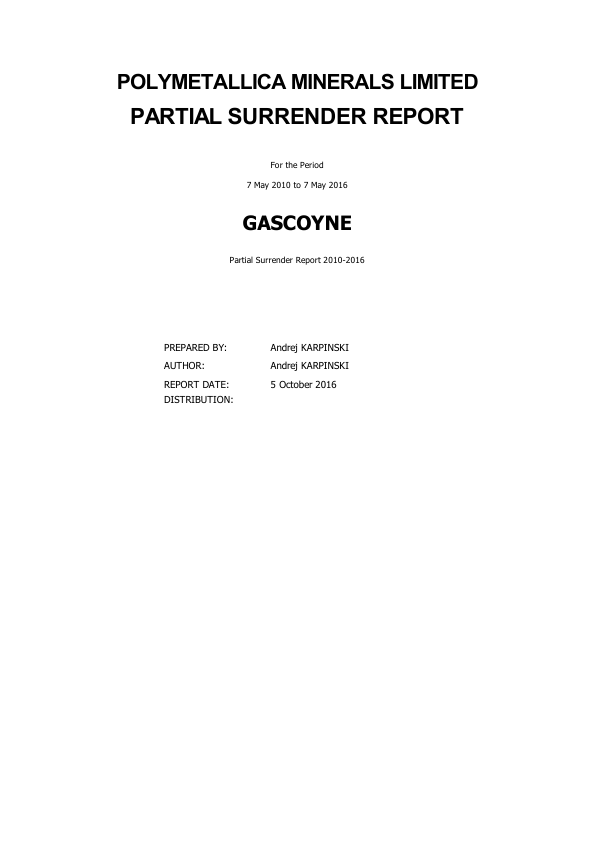 POLYMETALLICA MINERALS LIMITED
PARTIAL SURRENDER REPORT
For the Period
7 May 2010 to 7 May 2016
GASCOYNE
Partial Surrender Report 2010-2016
PREPARED BY: Andrej KARPINSKI
AUTHOR: Andrej KARPINSKI
REPORT DATE: 5 October 2016
DISTRIBUTION: